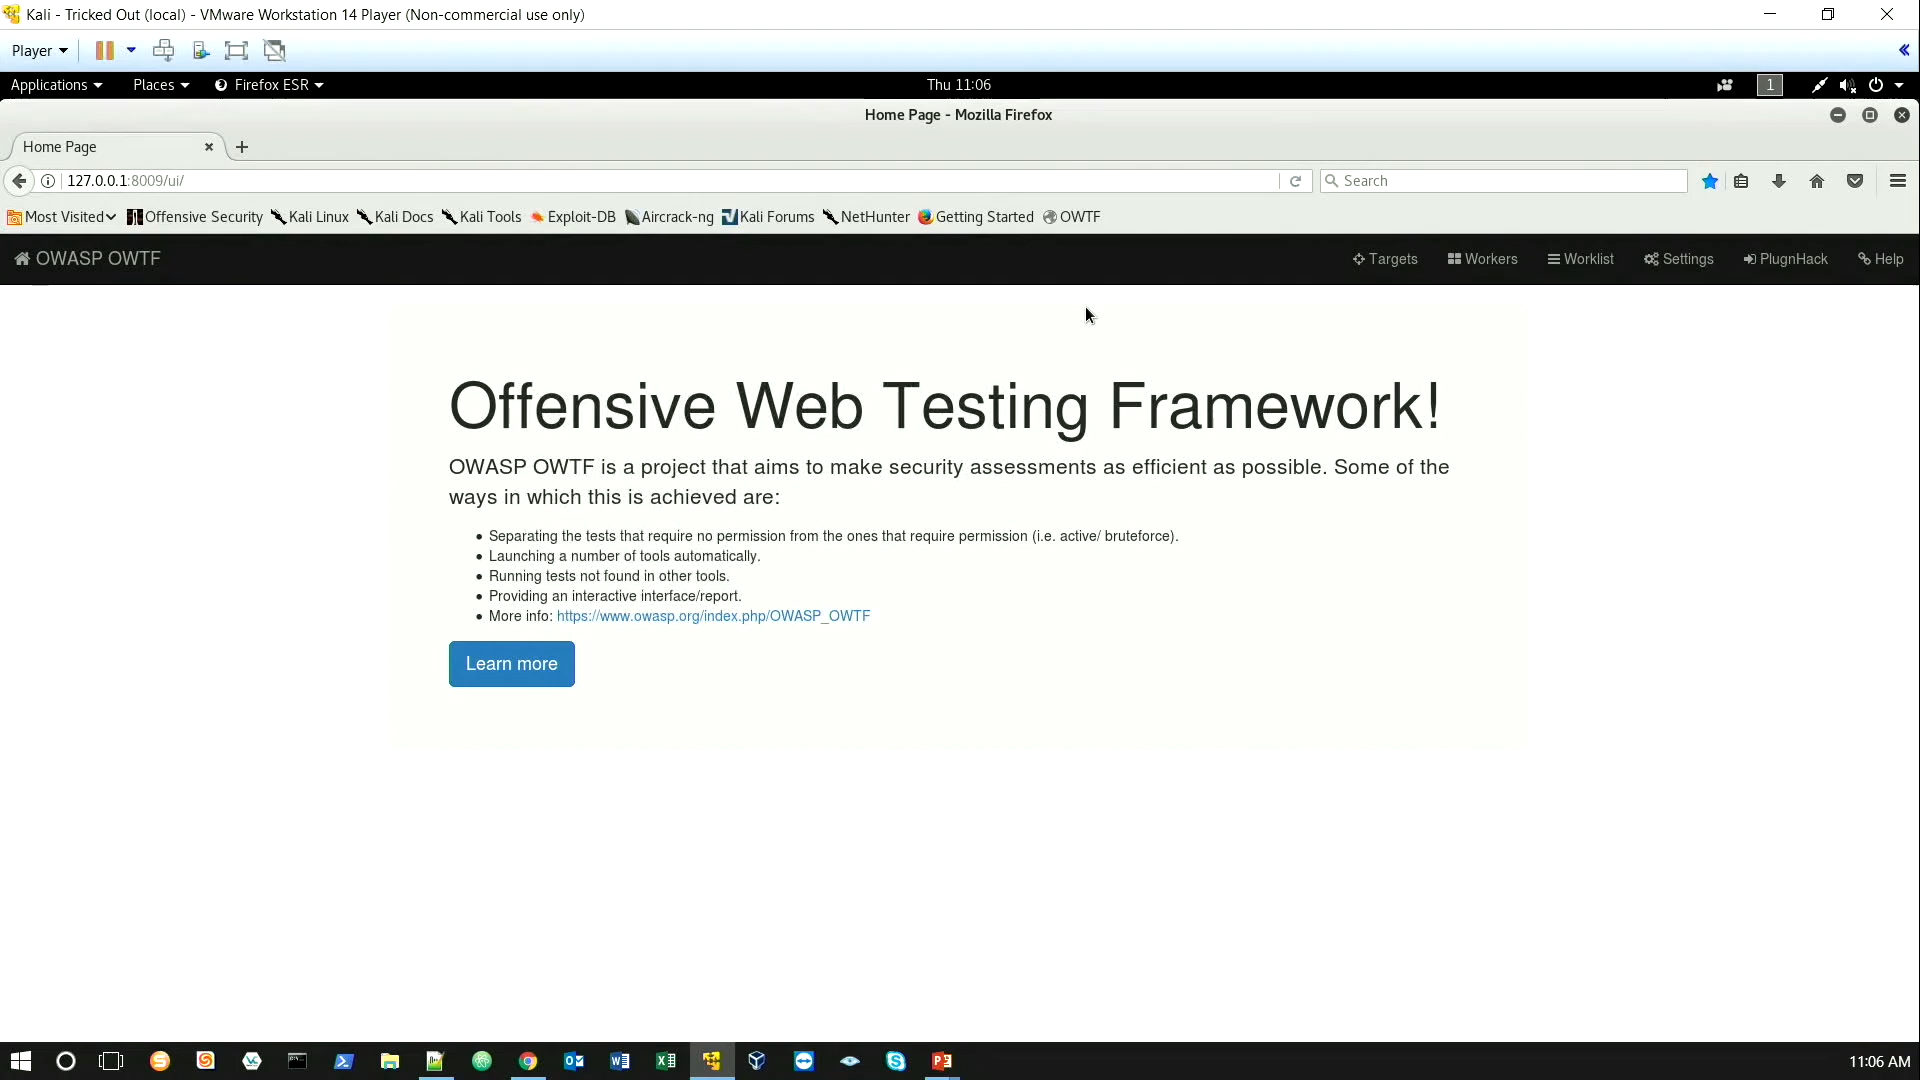 Kali - Tricked Out (local) - VMware Workstation 14 Player (Non-commercial use only)
Player
Applications Places Firefox ESR Thu 11:06 1
Home Page - Mozilla Firefox
Home Page
127.0.0.1:8009/ui/ Search
Most Visited Offensive Security Kali Linux Kali Docs Kali Tools Exploit-DB Aircrack-ng Kali Forums NetHunter Getting Started OWTF
OWASP OWTF Targets Workers Worklist Settings PlugnHack Help
Offensive Web Testing Framework!
OWASP OWTF is a project that aims to make security assessments as efficient as possible. Some of the
ways in which this is achieved are:
• Separating the tests that require no permission from the ones that require permission (i.e. active/ bruteforce).
• Launching a number of tools automatically.
• Running tests not found in other tools.
• Providing an interactive interface/report.
• More info: https://www.owasp.org/index.php/OWASP_OWTF
Learn more
11:06 AM